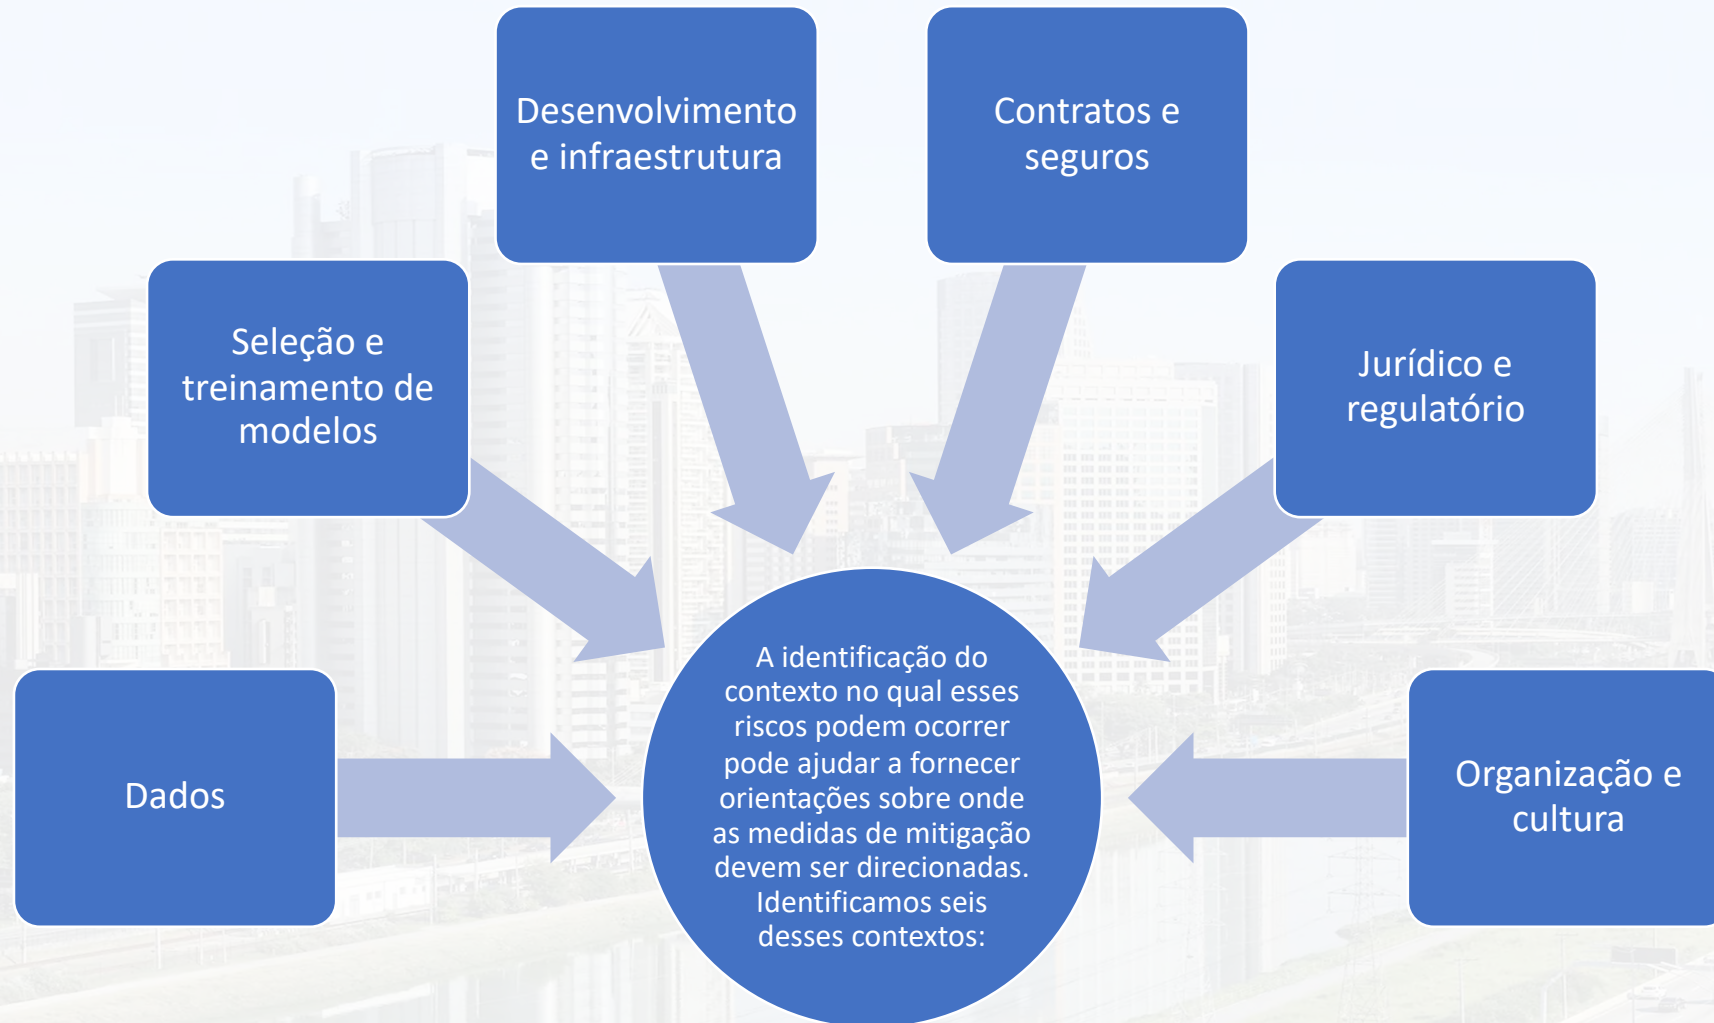 Desenvolvimento
e infraestrutura
Contratos e
seguros
Seleção e
treinamento de
modelos
Jurídico e
regulatório
Dados
A identificação do
contexto no qual esses
riscos podem ocorrer
pode ajudar a fornecer
orientações sobre onde
as medidas de mitigação
devem ser direcionadas.
Identificamos seis
desses contextos:
Organização e
cultura